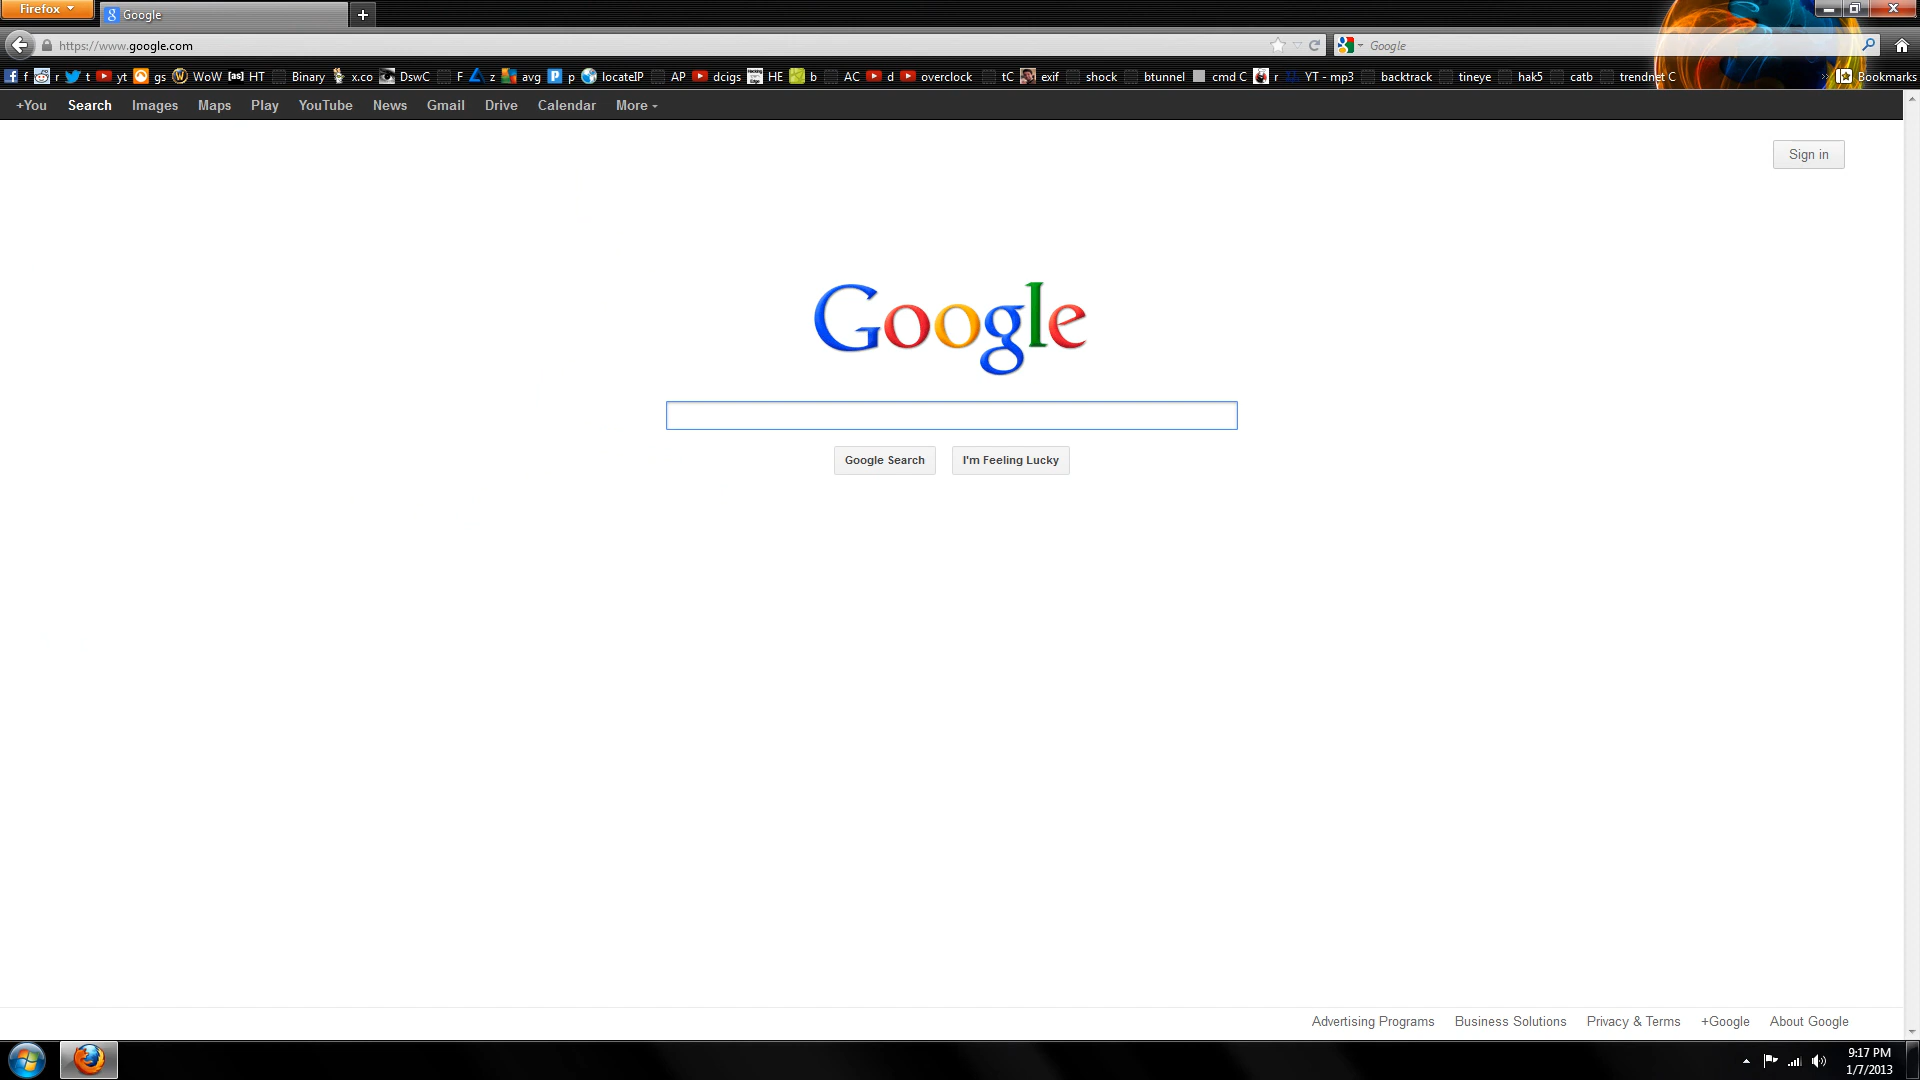 Firefox
Google
https://www.google.com
Google
f r t yt gs WoW HT Binary x.co DswC F z avg p locateIP AP dcigs HE b AC d overclock tC exif shock btunnel cmd C r YT - mp3 backtrack tineye hak5 catb trendnet C » Bookmarks
+You Search Images Maps Play YouTube News Gmail Drive Calendar More
Sign in
Google
Google Search I'm Feeling Lucky
Advertising Programs Business Solutions Privacy & Terms +Google About Google
9:17 PM
1/7/2013